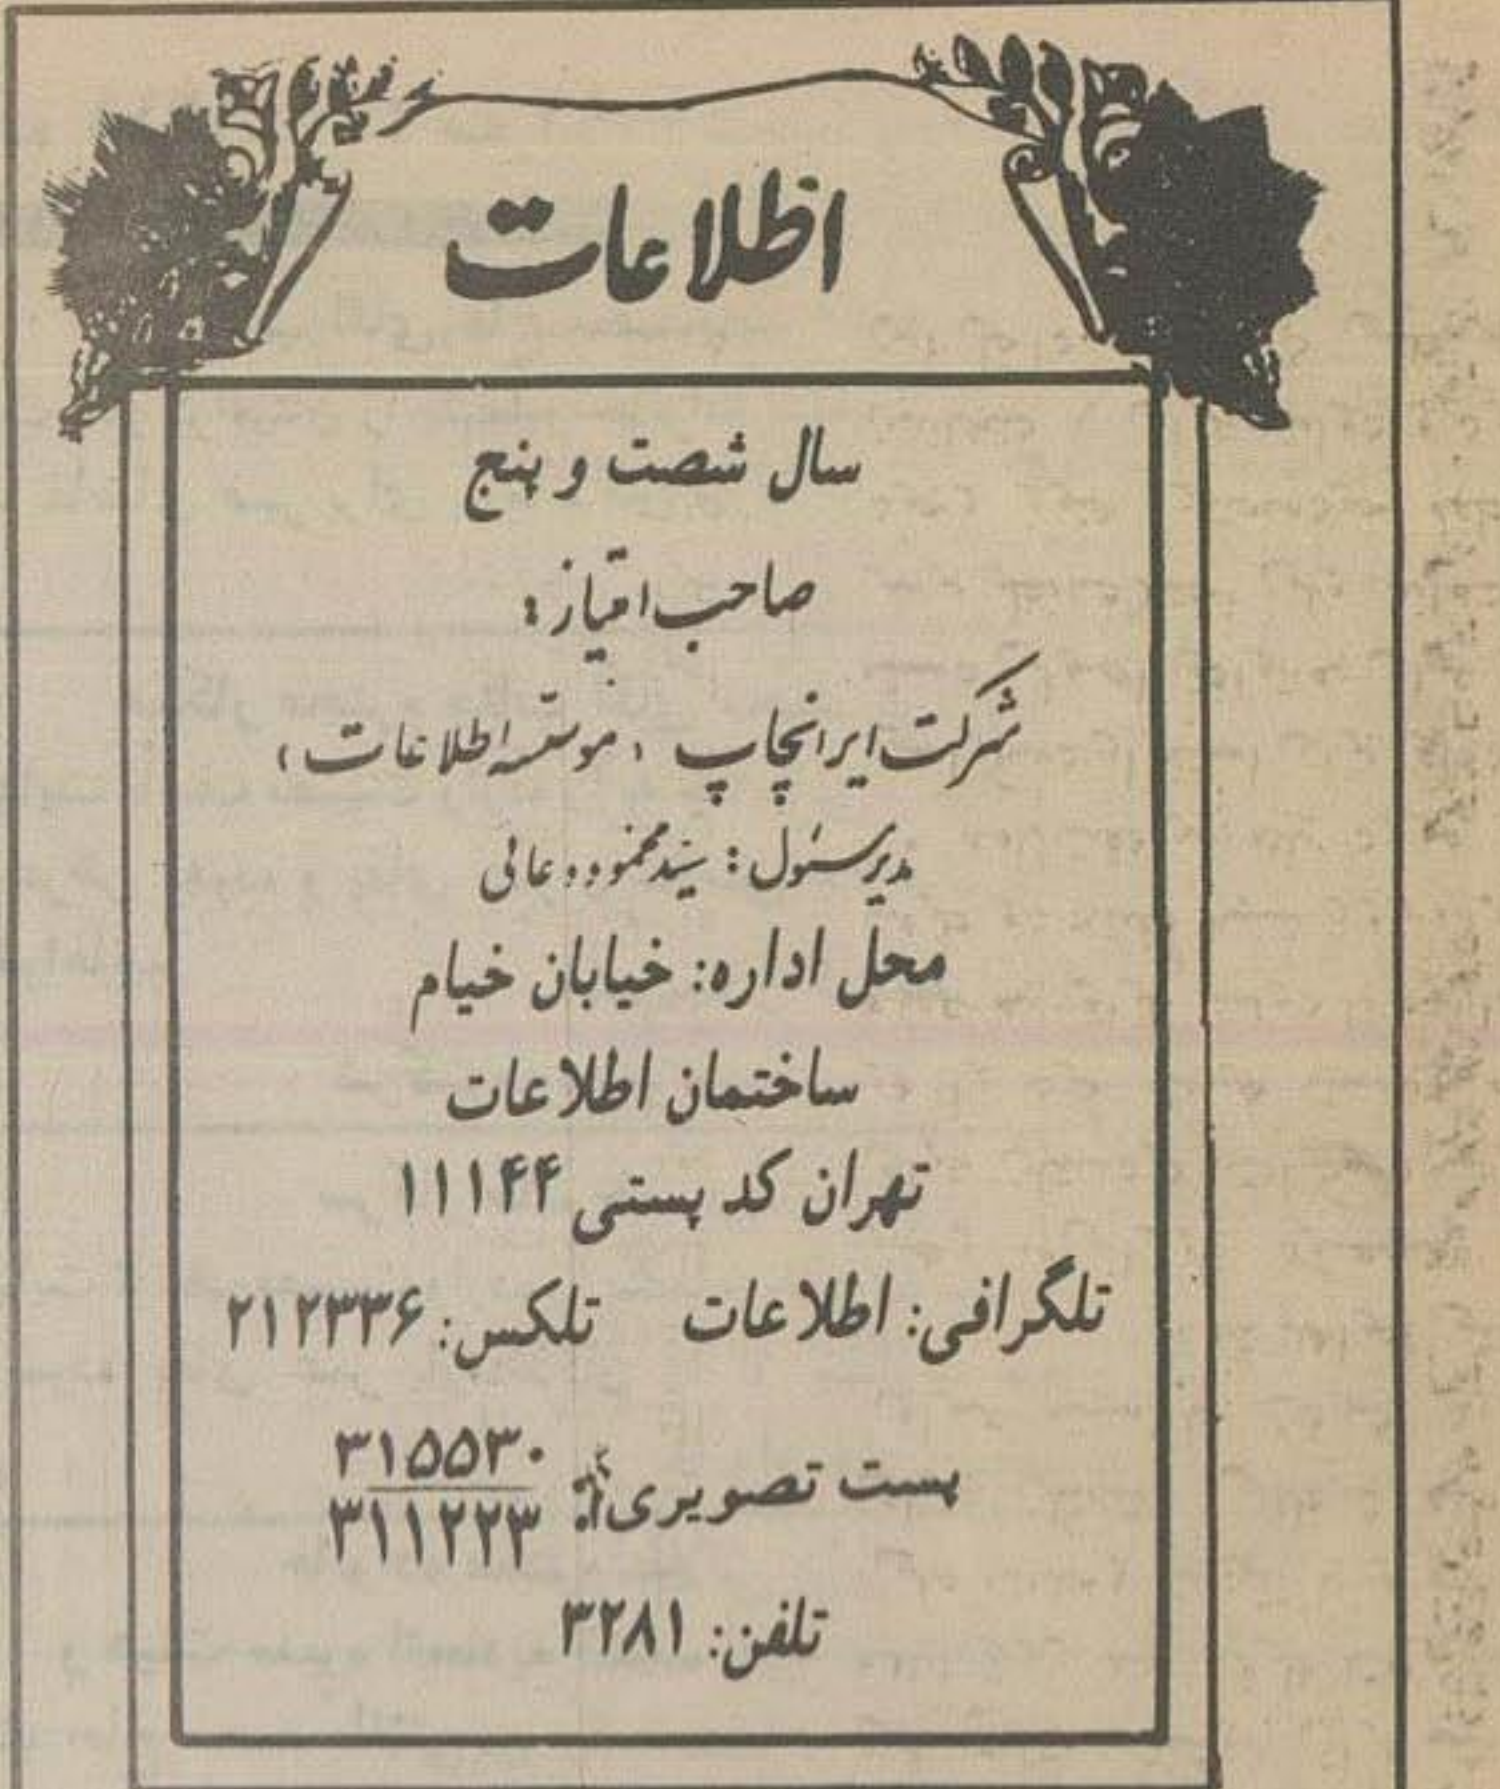 اطلاعات
سال شصت و پنج
صاحب امتیاز:
شرکت ایرانچاپ (موسسه اطلاعات)
مدیر مسئول: سید محمود دعائی
محل اداره: خیابان خیام
ساختمان اطلاعات
تهران کد پستی ۱۱۱۴۴
تلگرافی: اطلاعات تلکس: ۲۱۲۳۳۶
پست تصویری: ۳۱۵۵۳۰
۳۱۱۲۲۳
تلفن: ۳۲۸۱